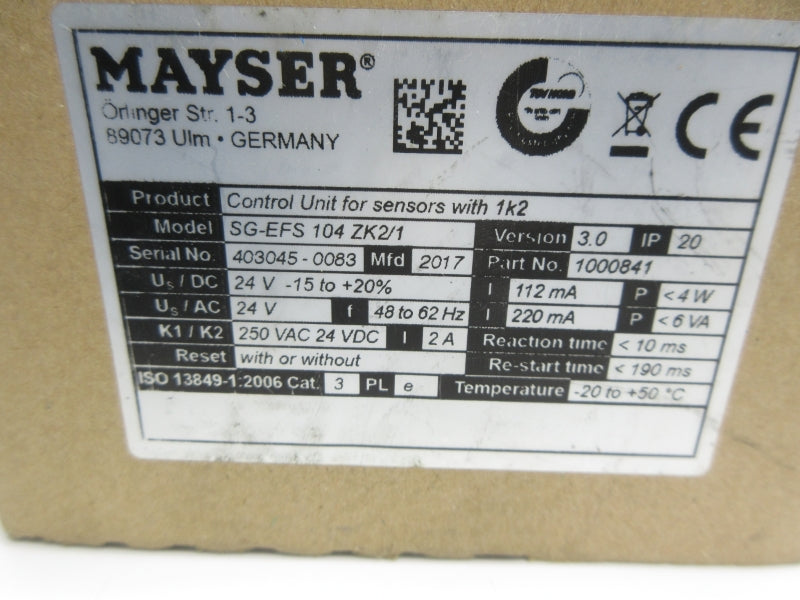 MAYSER®
Örlinger Str. 1-3
89073 Ulm • GERMANY
CE
Product Control Unit for sensors with 1k2
Model SG-EFS 104 ZK2/1 Version 3.0 IP 20
Serial No. 403045 - 0083 Mfd 2017 Part No. 1000841
Us / DC 24 V -15 to +20% I 112 mA P < 4 W
Us / AC 24 V f 48 to 62 Hz I 220 mA P < 6 VA
K1 / K2 250 VAC 24 VDC I 2 A Reaction time < 10 ms
Reset with or without Re-start time < 190 ms
ISO 13849-1:2006 Cat. 3 PL e Temperature -20 to +50 °C